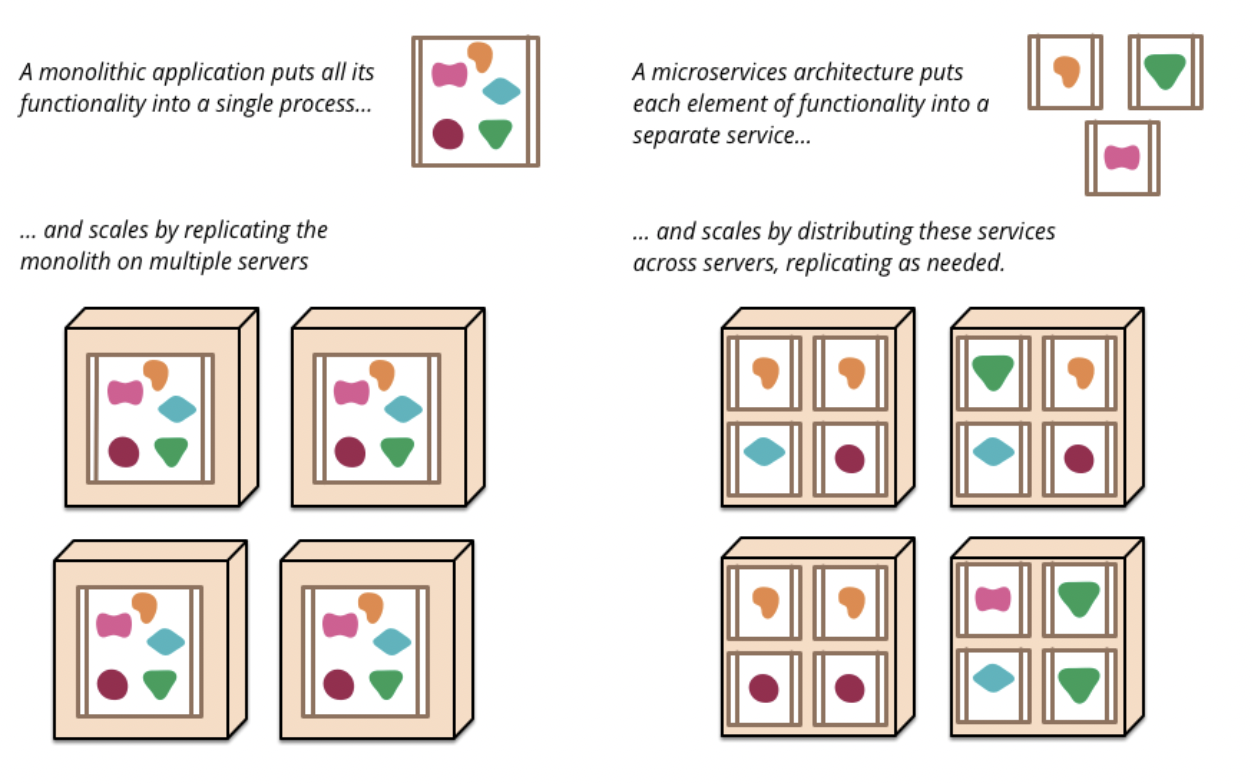 A monolithic application puts all its
functionality into a single process...
A microservices architecture puts
each element of functionality into a
separate service...
... and scales by replicating the
monolith on multiple servers
... and scales by distributing these services
across servers, replicating as needed.